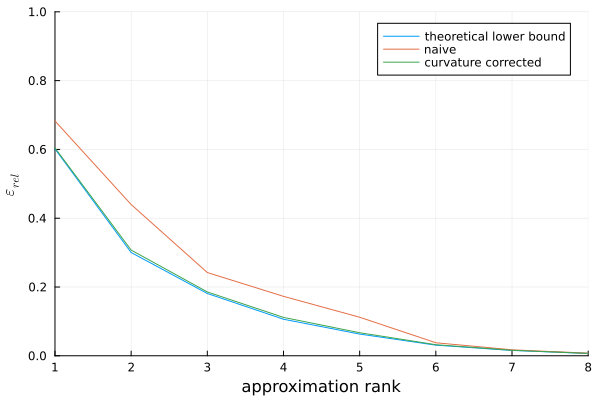 1.0
theoretical lower bound
naive
curvature corrected
0.8
0.6
ε_rel
0.4
0.2
0.0
1 2 3 4 5 6 7 8
approximation rank